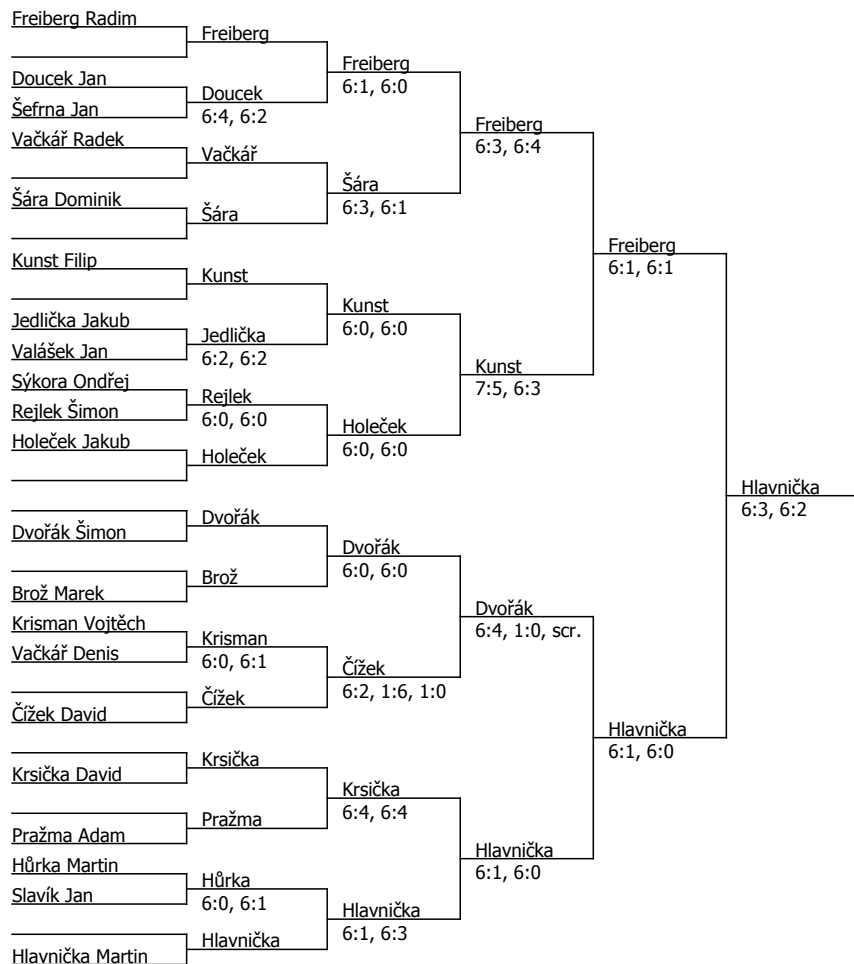 Freiberg Radim
Doucek Jan
Šefrna Jan
Vačkář Radek
Šára Dominik
Kunst Filip
Jedlička Jakub
Valášek Jan
Sýkora Ondřej
Rejlek Šimon
Holeček Jakub
Dvořák Šimon
Brož Marek
Krisman Vojtěch
Vačkář Denis
Čížek David
Krsička David
Pražma Adam
Hůrka Martin
Slavík Jan
Hlavnička Martin
Freiberg
Doucek
6:4, 6:2
Vačkář
Šára
Kunst
Jedlička
6:2, 6:2
Rejlek
6:0, 6:0
Holeček
Dvořák
Brož
Krisman
6:0, 6:1
Čížek
Krsička
Pražma
Hůrka
6:0, 6:1
Hlavnička
Freiberg
6:1, 6:0
Šára
6:3, 6:1
Kunst
6:0, 6:0
Holeček
6:0, 6:0
Dvořák
6:0, 6:0
Čížek
6:2, 1:6, 1:0
Krsička
6:4, 6:4
Hlavnička
6:1, 6:3
Freiberg
6:3, 6:4
Kunst
7:5, 6:3
Dvořák
6:4, 1:0, scr.
Hlavnička
6:1, 6:0
Freiberg
6:1, 6:1
Hlavnička
6:1, 6:0
Hlavnička
6:3, 6:2